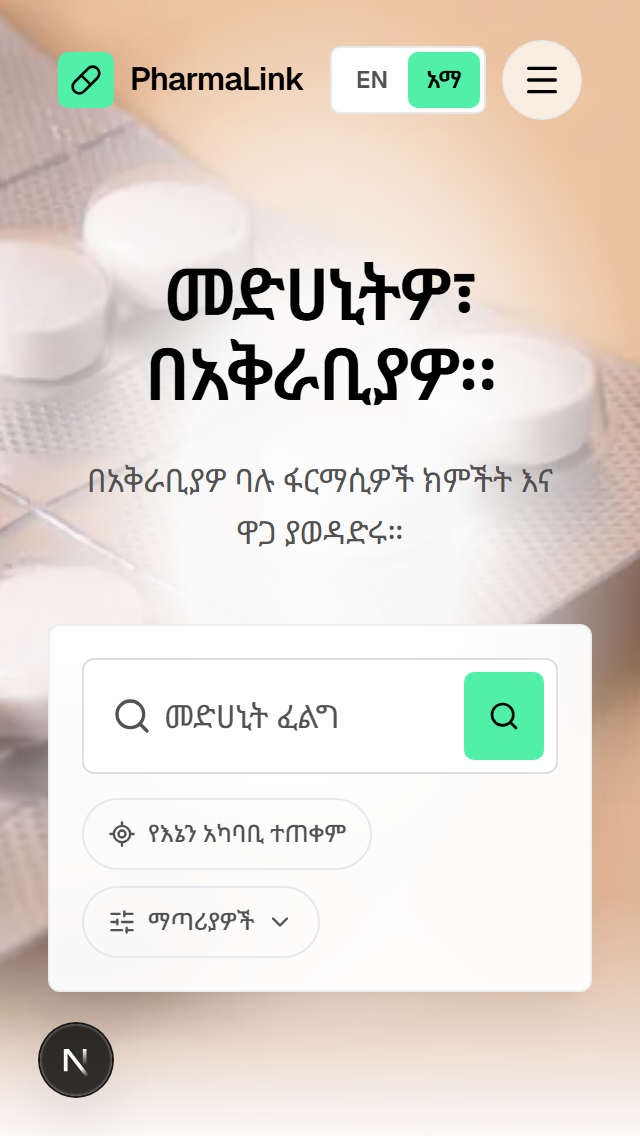 PharmaLink
EN
አማ
መድሀኒትዎ፣
በአቅራቢያዎ።
በአቅራቢያዎ ባሉ ፋርማሲዎች ክምችት እና
ዋጋ ያወዳድሩ።
መድሀኒት ፈልግ
የእኔን አካባቢ ተጠቀም
ማጣሪያዎች
N